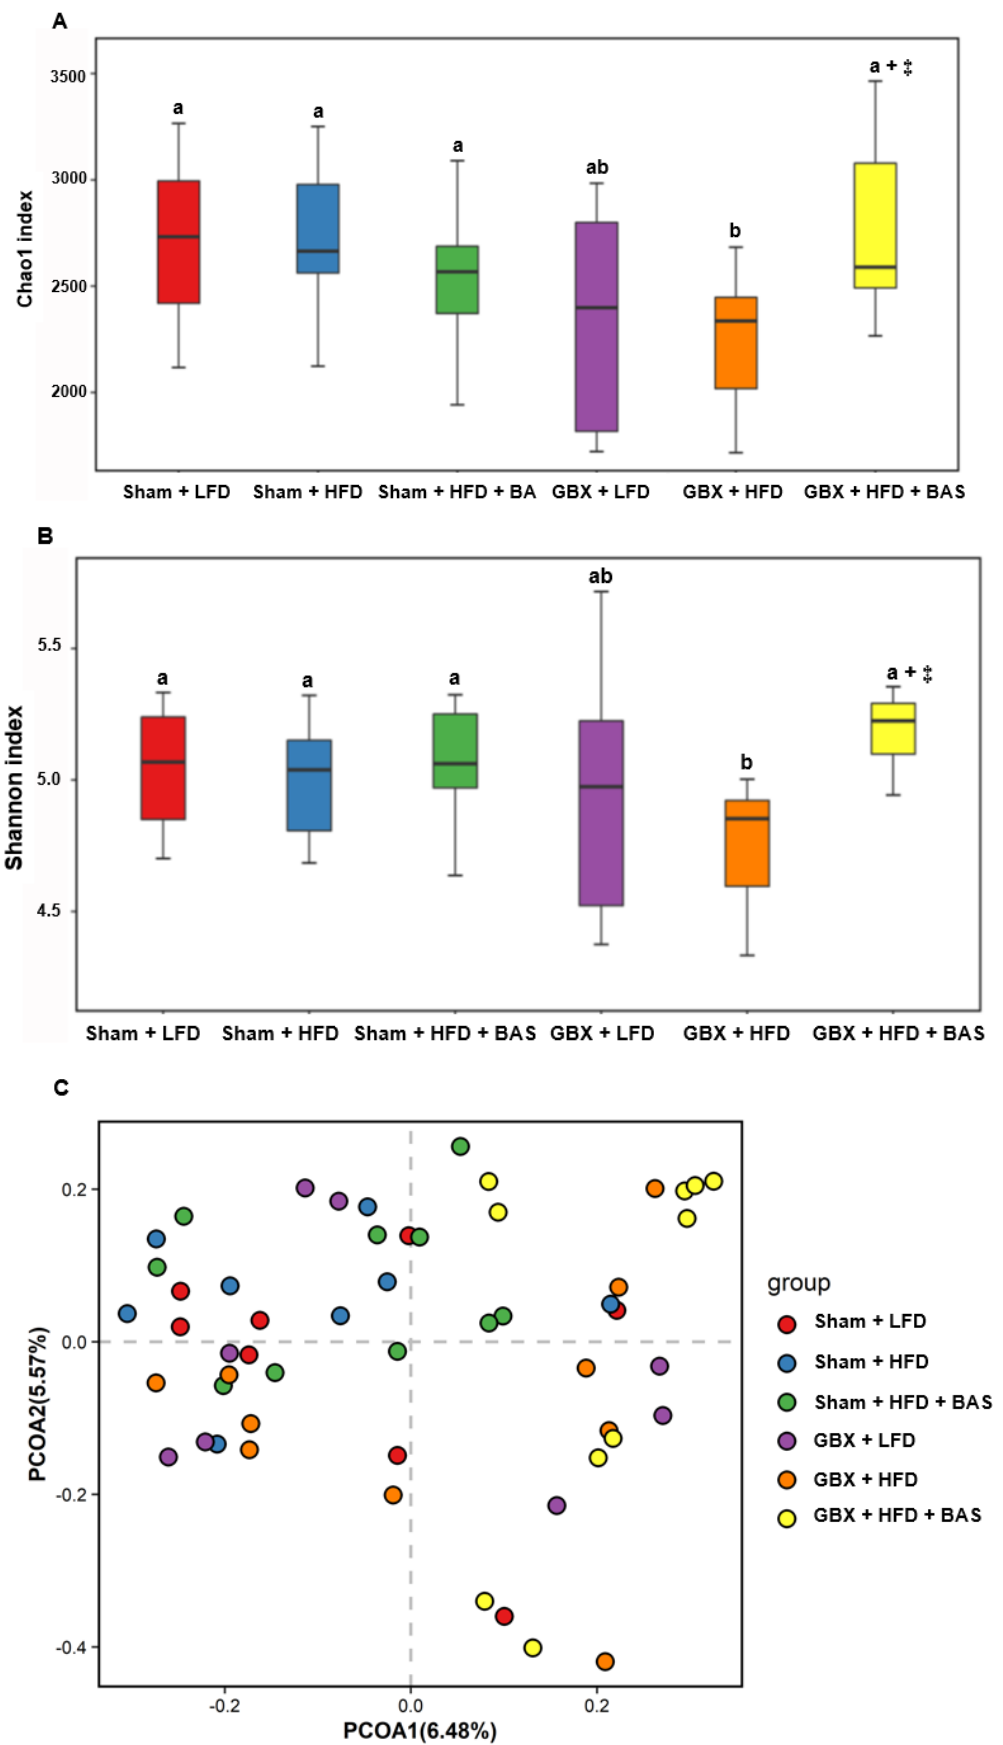 A
Chao1 index
3500
3000
2500
2000
a
a
a
ab
b
a + ‡
Sham + LFD
Sham + HFD
Sham + HFD + BA
GBX + LFD
GBX + HFD
GBX + HFD + BAS
B
Shannon index
5.5
5.0
4.5
a
a
a
ab
b
a + ‡
Sham + LFD
Sham + HFD
Sham + HFD + BAS
GBX + LFD
GBX + HFD
GBX + HFD + BAS
C
PCOA2(5.57%)
0.2
0.0
-0.2
-0.4
-0.2
0.0
0.2
PCOA1(6.48%)
group
Sham + LFD
Sham + HFD
Sham + HFD + BAS
GBX + LFD
GBX + HFD
GBX + HFD + BAS